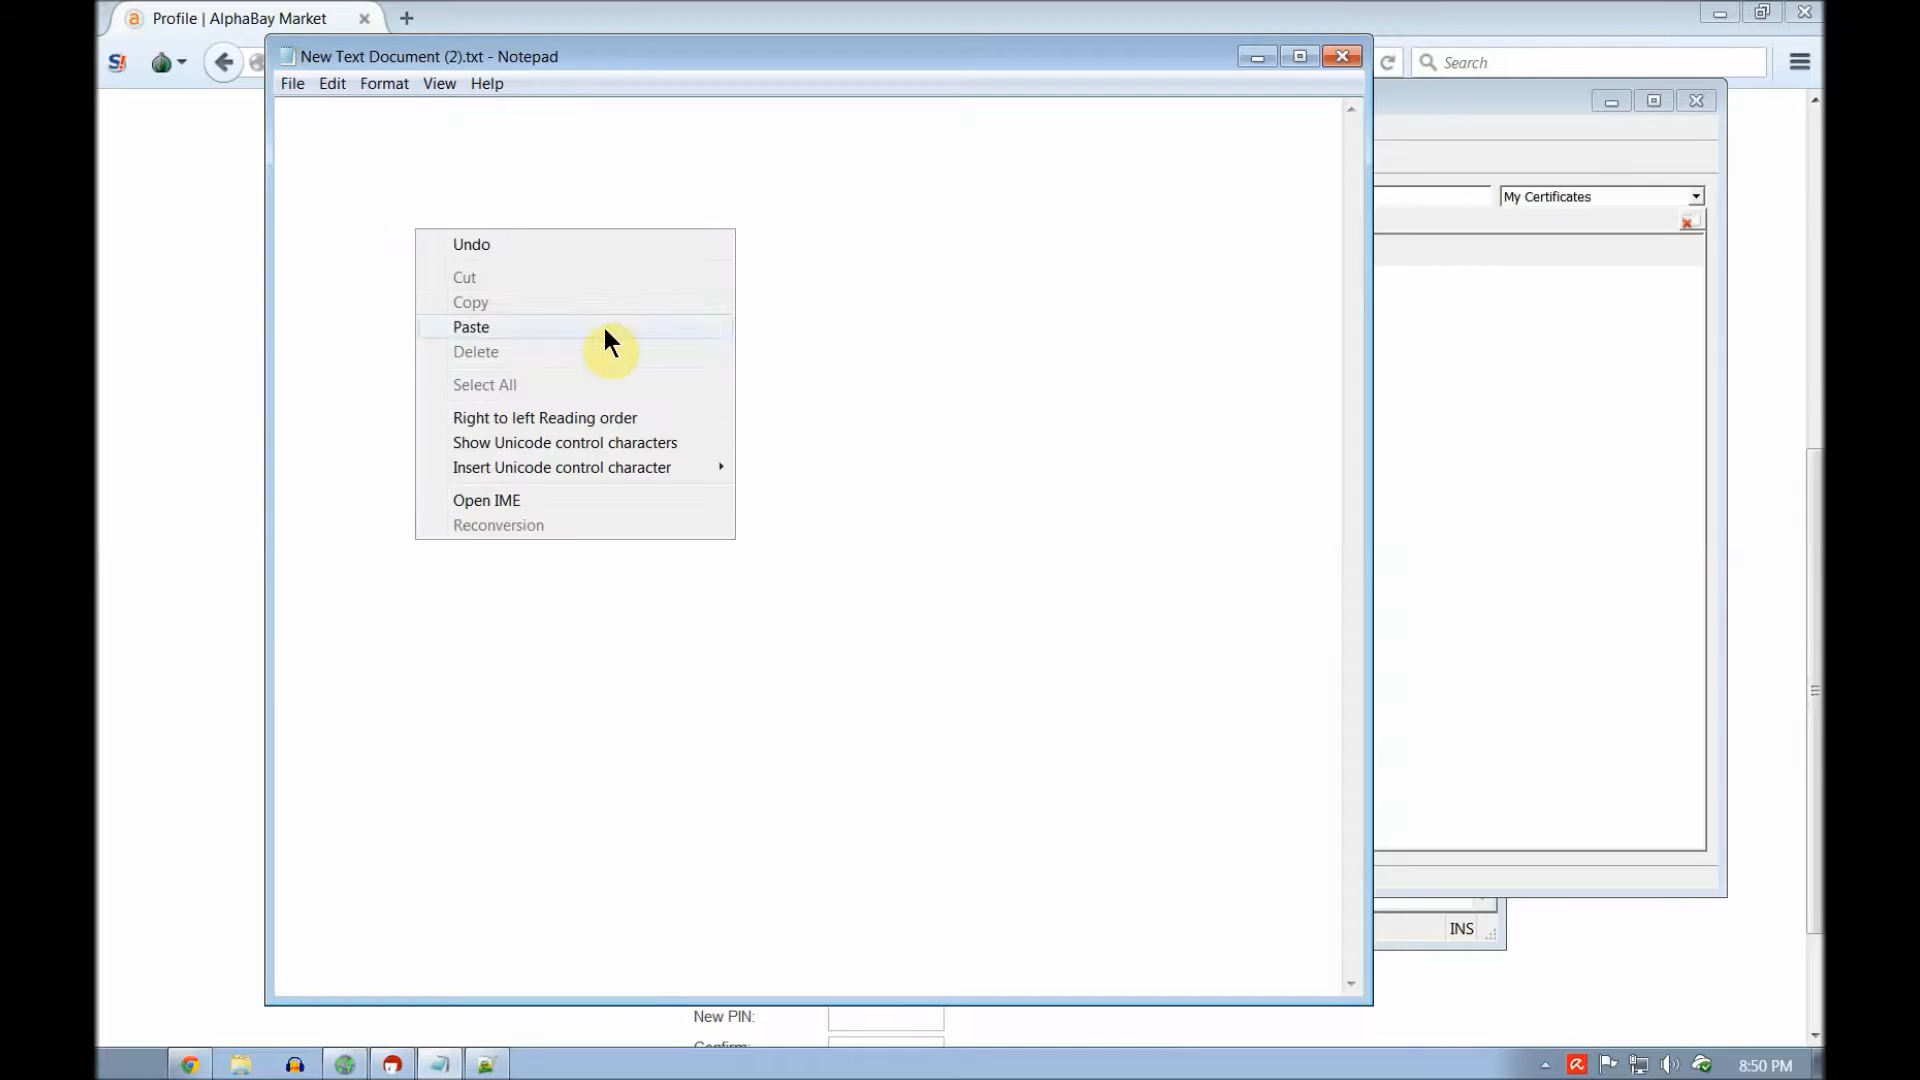 Profile | AlphaBay Market
New Text Document (2).txt - Notepad
Search
File Edit Format View Help
My Certificates
Undo
Cut
Copy
Paste
Delete
Select All
Right to left Reading order
Show Unicode control characters
Insert Unicode control character
Open IME
Reconversion
INS
New PIN:
Confirm:
8:50 PM